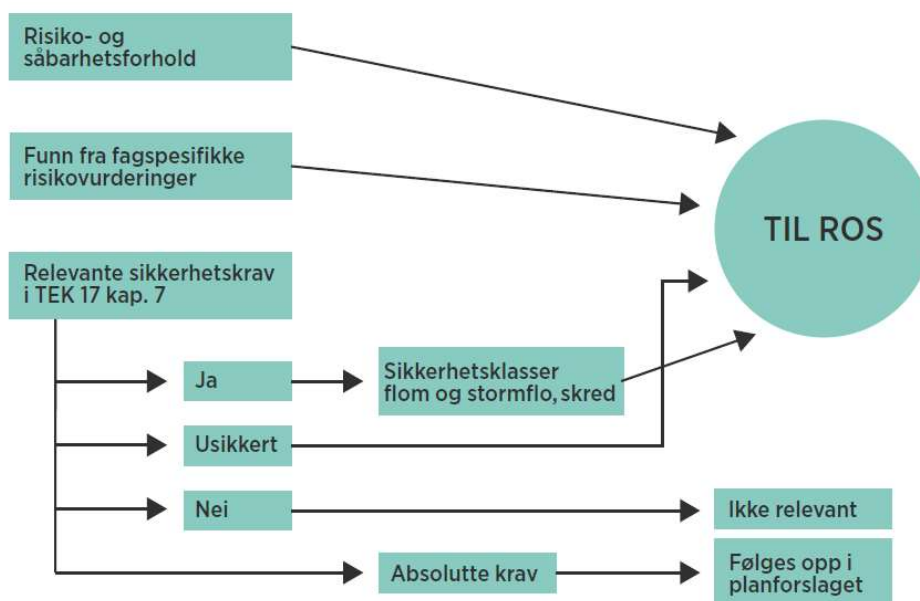 Risiko- og
såbarhetsforhold
Funn fra fagspesifikke
risikovurderinger
TIL ROS
Relevante sikkerhetskrav
i TEK 17 kap. 7
Ja
Sikkerhetsklasser
flom og stormflo, skred
Usikkert
Nei
Ikke relevant
Absolutte krav
Følges opp i
planforslaget